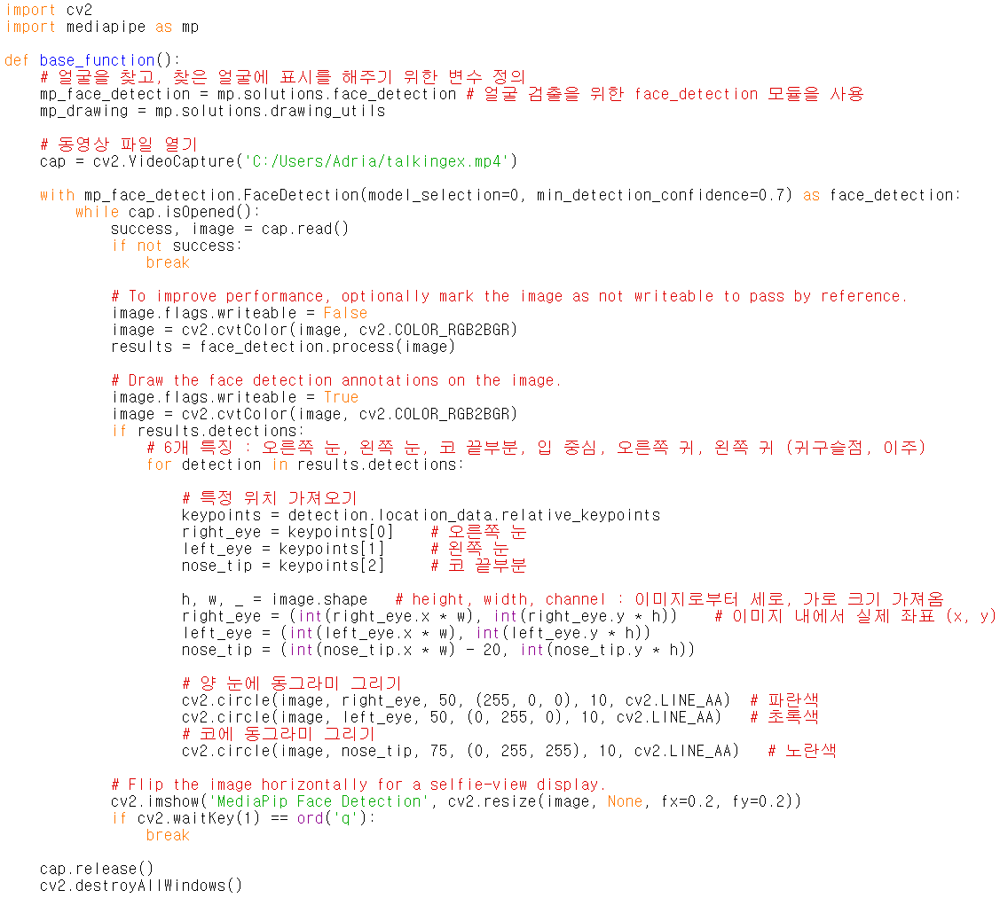 import cv2
import mediapipe as mp
def base_function():
# 얼굴을 찾고, 찾은 얼굴에 표시를 해주기 위한 변수 정의
mp_face_detection = mp.solutions.face_detection # 얼굴 검출을 위한 face_detection 모듈을 사용
mp_drawing = mp.solutions.drawing_utils
# 동영상 파일 열기
cap = cv2.VideoCapture('C:/Users/Adria/talkingex.mp4')
with mp_face_detection.FaceDetection(model_selection=0, min_detection_confidence=0.7) as face_detection:
while cap.isOpened():
success, image = cap.read()
if not success:
break
# To improve performance, optionally mark the image as not writeable to pass by reference.
image.flags.writeable = False
image = cv2.cvtColor(image, cv2.COLOR_RGB2BGR)
results = face_detection.process(image)
# Draw the face detection annotations on the image.
image.flags.writeable = True
image = cv2.cvtColor(image, cv2.COLOR_RGB2BGR)
if results.detections:
# 6개 특징 : 오른쪽 눈, 왼쪽 눈, 코 끝부분, 입 중심, 오른쪽 귀, 왼쪽 귀 (귀구슬점, 이주)
for detection in results.detections:
# 특정 위치 가져오기
keypoints = detection.location_data.relative_keypoints
right_eye = keypoints[0] # 오른쪽 눈
left_eye = keypoints[1] # 왼쪽 눈
nose_tip = keypoints[2] # 코 끝부분
h, w, _ = image.shape # height, width, channel : 이미지로부터 세로, 가로 크기 가져옴
right_eye = (int(right_eye.x * w), int(right_eye.y * h)) # 이미지 내에서 실제 좌표 (x, y)
left_eye = (int(left_eye.x * w), int(left_eye.y * h))
nose_tip = (int(nose_tip.x * w) - 20, int(nose_tip.y * h))
# 양 눈에 동그라미 그리기
cv2.circle(image, right_eye, 50, (255, 0, 0), 10, cv2.LINE_AA) # 파란색
cv2.circle(image, left_eye, 50, (0, 255, 0), 10, cv2.LINE_AA) # 초록색
# 코에 동그라미 그리기
cv2.circle(image, nose_tip, 75, (0, 255, 255), 10, cv2.LINE_AA) # 노란색
# Flip the image horizontally for a selfie-view display.
cv2.imshow('MediaPip Face Detection', cv2.resize(image, None, fx=0.2, fy=0.2))
if cv2.waitKey(1) == ord('q'):
break
cap.release()
cv2.destroyAllWindows()